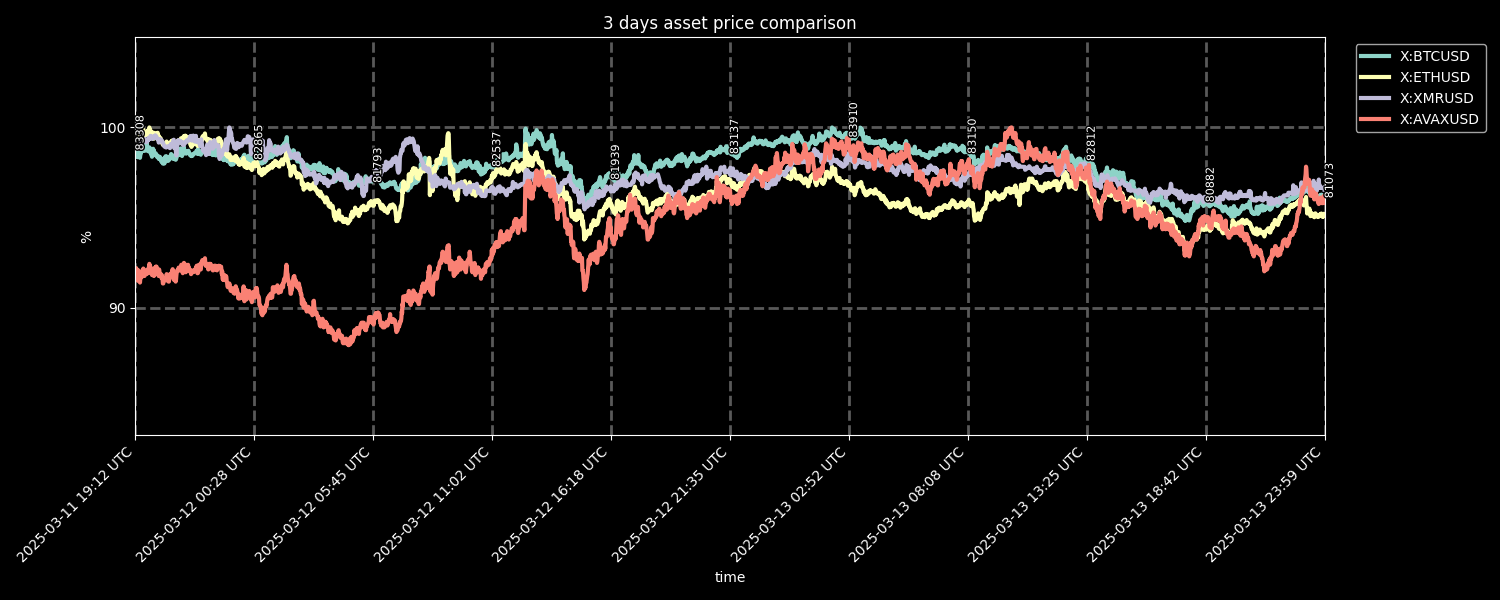 3 days asset price comparison
X:BTCUSD
X:ETHUSD
X:XMRUSD
X:AVAXUSD
%
100
90
83308
82865
81793
82537
81939
83137
83910
83150
82812
80882
81073
2025-03-11 19:12 UTC
2025-03-12 00:28 UTC
2025-03-12 05:45 UTC
2025-03-12 11:02 UTC
2025-03-12 16:18 UTC
2025-03-12 21:35 UTC
2025-03-13 02:52 UTC
2025-03-13 08:08 UTC
2025-03-13 13:25 UTC
2025-03-13 18:42 UTC
2025-03-13 23:59 UTC
time